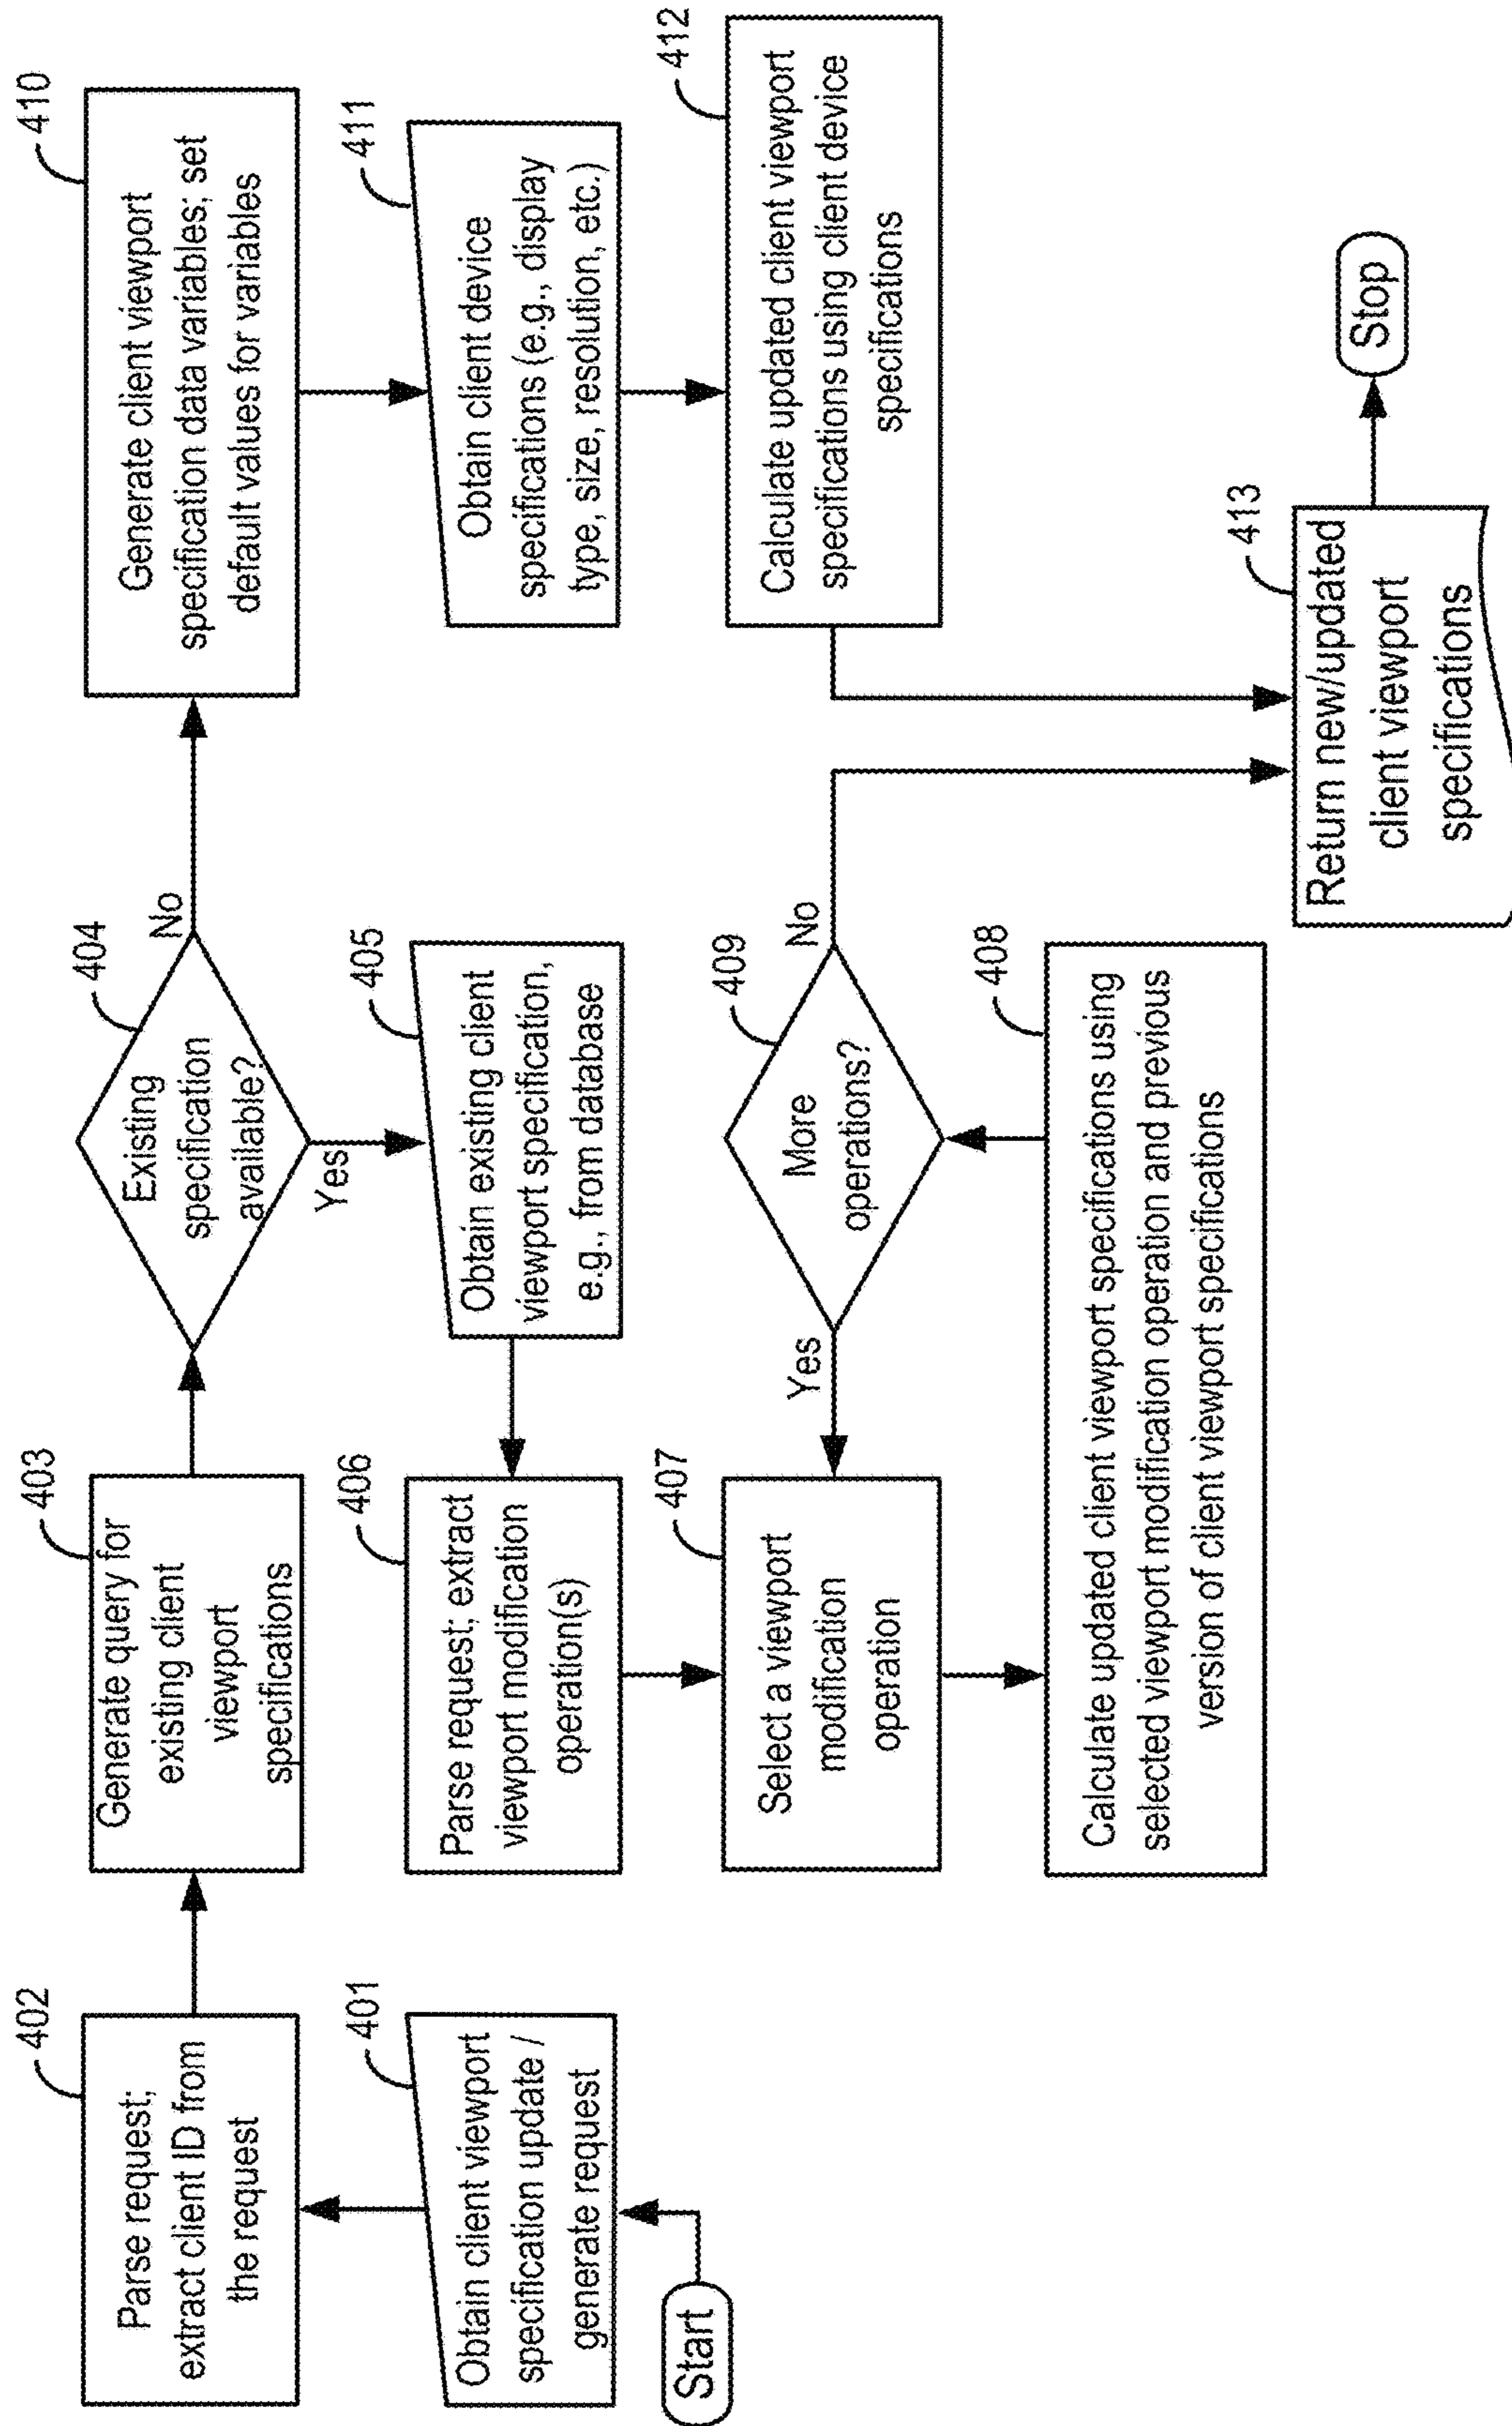 402
Parse request;
extract client ID from
the request
403
Generate query for
existing client
viewport
specifications
404
Existing
specification
available?
No
Yes
410
Generate client viewport
specification data variables; set
default values for variables
401
Obtain client viewport
specification update /
generate request
Start
406
Parse request; extract
viewport modification
operation(s)
405
Obtain existing client
viewport specification,
e.g., from database
411
Obtain client device
specifications (e.g., display
type, size, resolution, etc.)
407
Select a viewport
modification
operation
409
More
operations?
Yes
No
412
Calculate updated client viewport
specifications using client device
specifications
408
Calculate updated client viewport specifications using
selected viewport modification operation and previous
version of client viewport specifications
413
Return new/updated
client viewport
specifications
Stop